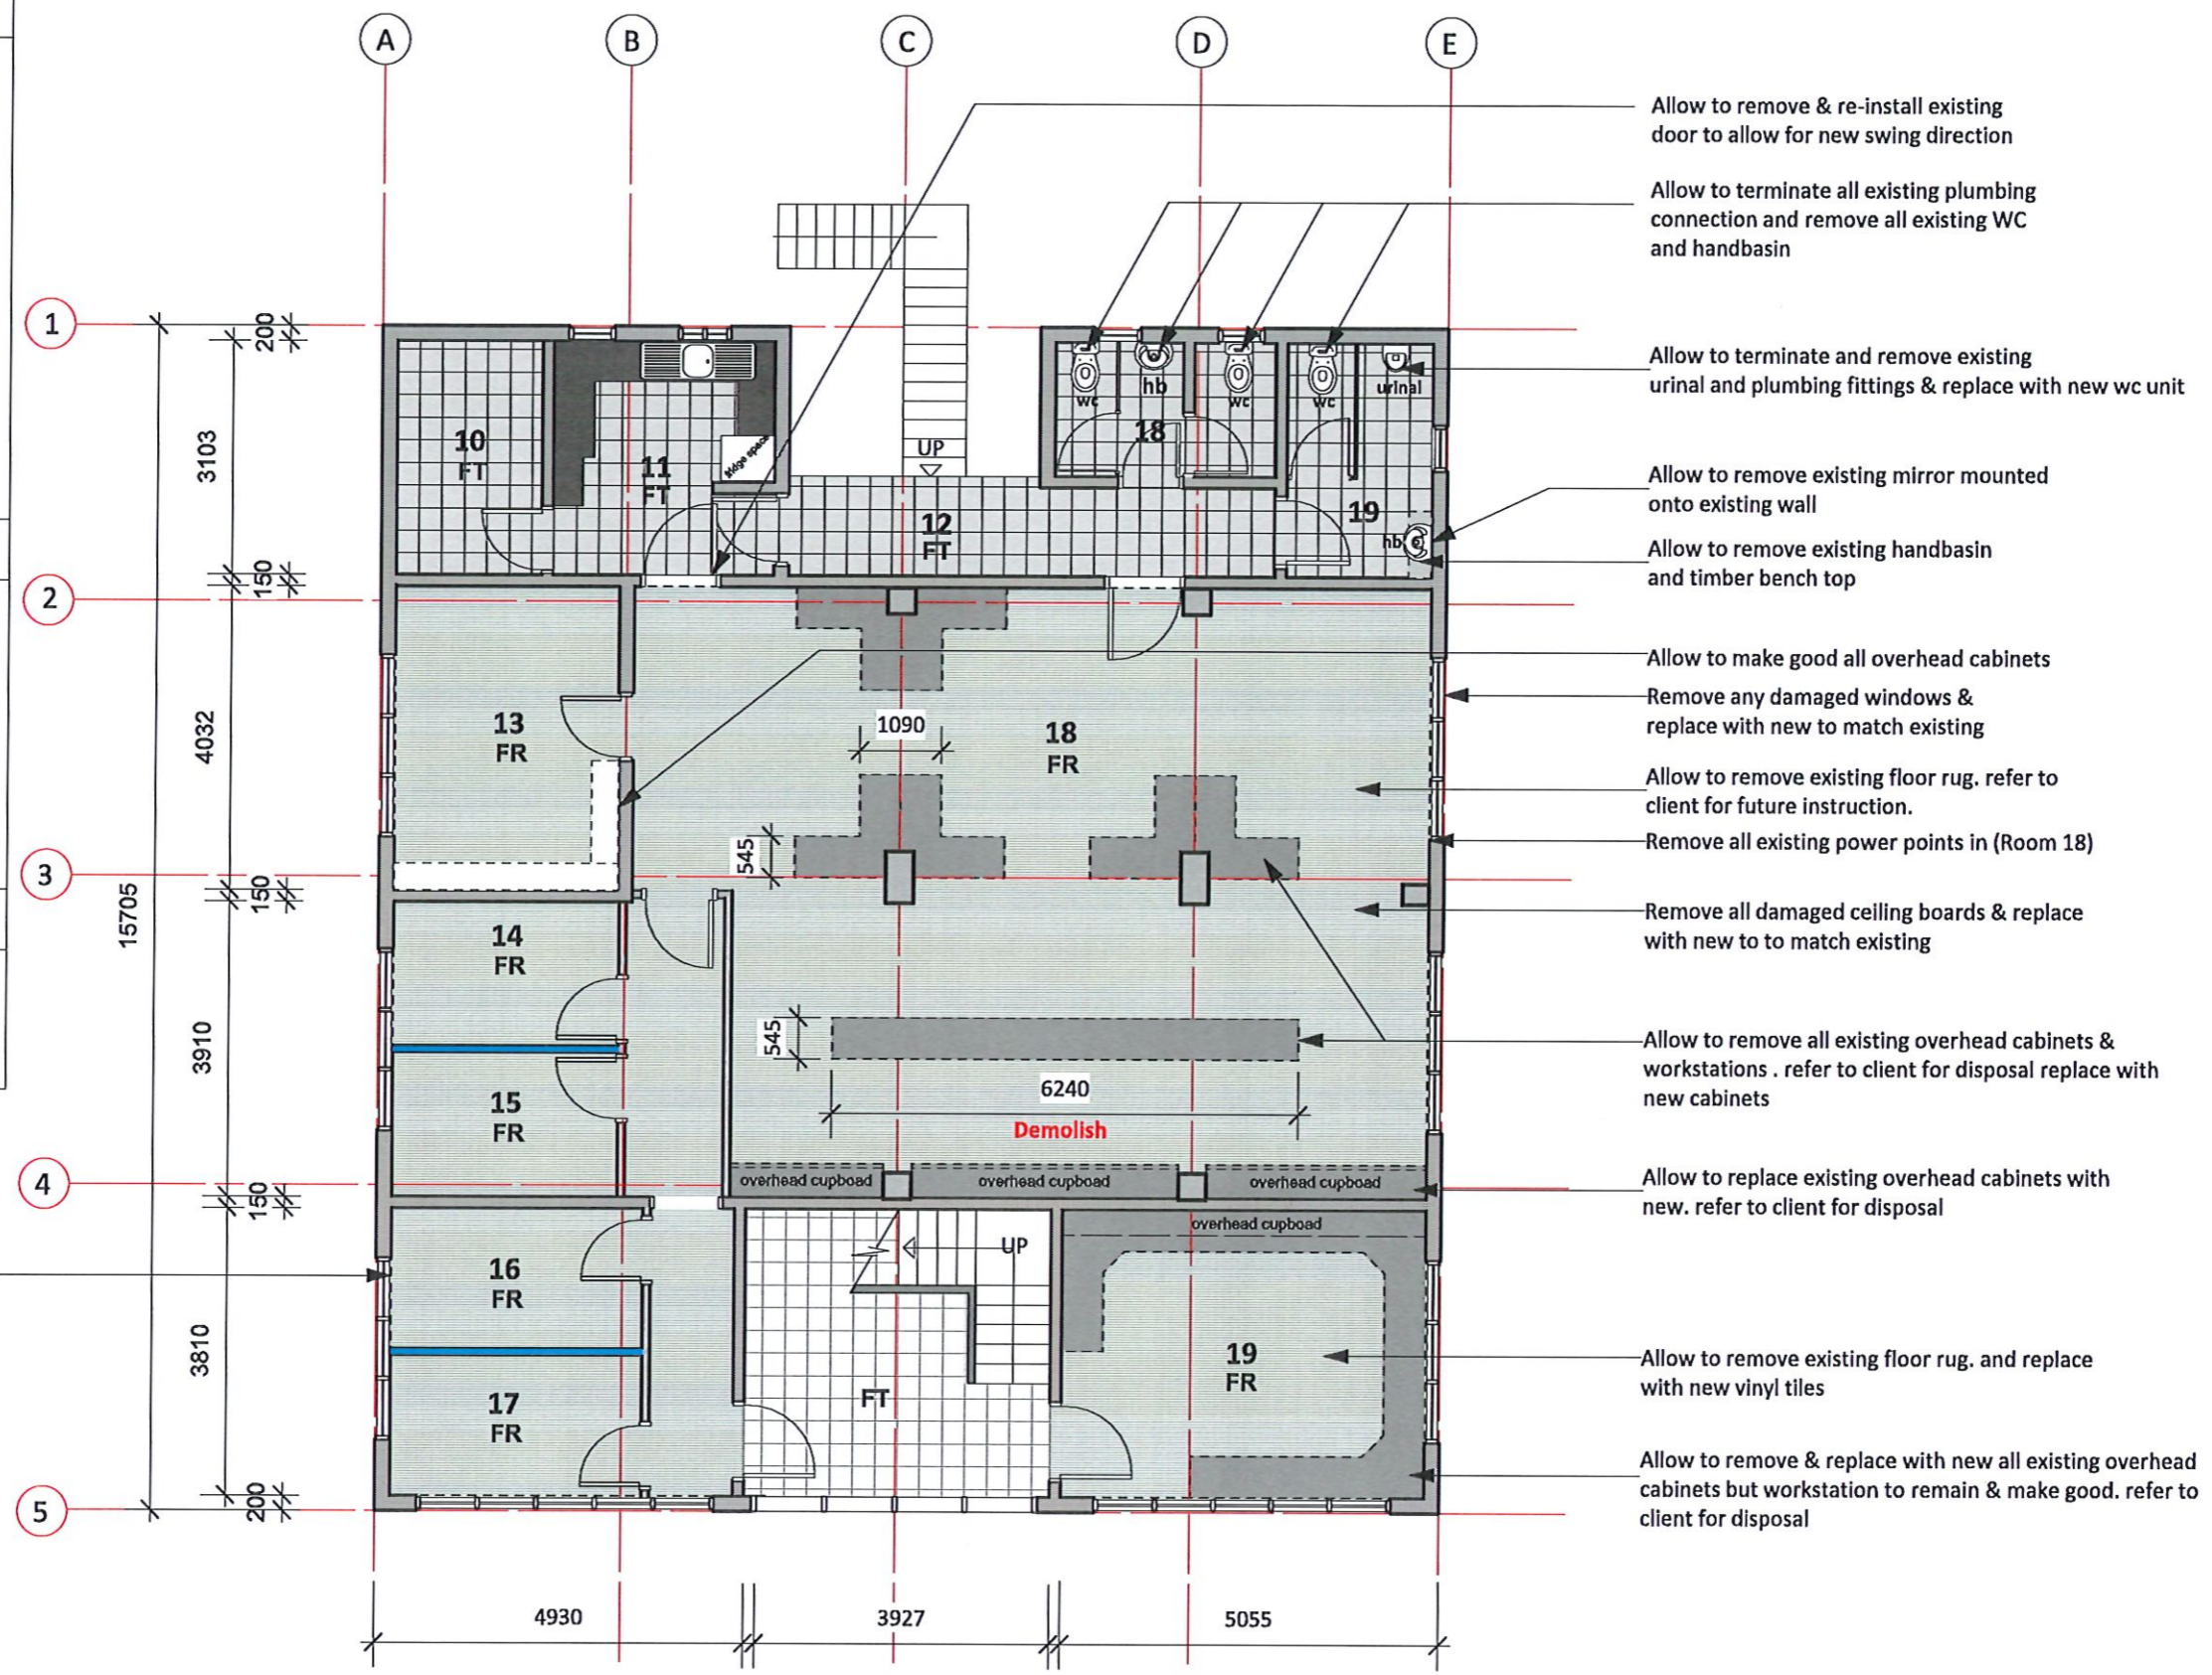 A
B
C
D
E
Allow to remove & re-install existing
door to allow for new swing direction
Allow to terminate all existing plumbing
connection and remove all existing WC
and handbasin
1
200
UP
wc
hb
wc
wc
urinal
Allow to terminate and remove existing
urinal and plumbing fittings & replace with new wc unit
3103
10
FT
11
FT
fridge space
18
12
FT
19
hb
Allow to remove existing mirror mounted
onto existing wall
Allow to remove existing handbasin
and timber bench top
150
2
Allow to make good all overhead cabinets
Remove any damaged windows &
replace with new to match existing
4032
13
FR
1090
18
FR
Allow to remove existing floor rug. refer to
client for future instruction.
Remove all existing power points in (Room 18)
545
3
150
15705
14
FR
Remove all damaged ceiling boards & replace
with new to to match existing
3910
545
6240
Demolish
Allow to remove all existing overhead cabinets &
workstations . refer to client for disposal replace with
new cabinets
15
FR
4
150
overhead cupboad
overhead cupboad
overhead cupboad
Allow to replace existing overhead cabinets with
new. refer to client for disposal
overhead cupboad
UP
16
FR
3810
19
FR
Allow to remove existing floor rug. and replace
with new vinyl tiles
17
FR
FT
Allow to remove & replace with new all existing overhead
cabinets but workstation to remain & make good. refer to
client for disposal
5
200
4930
3927
5055